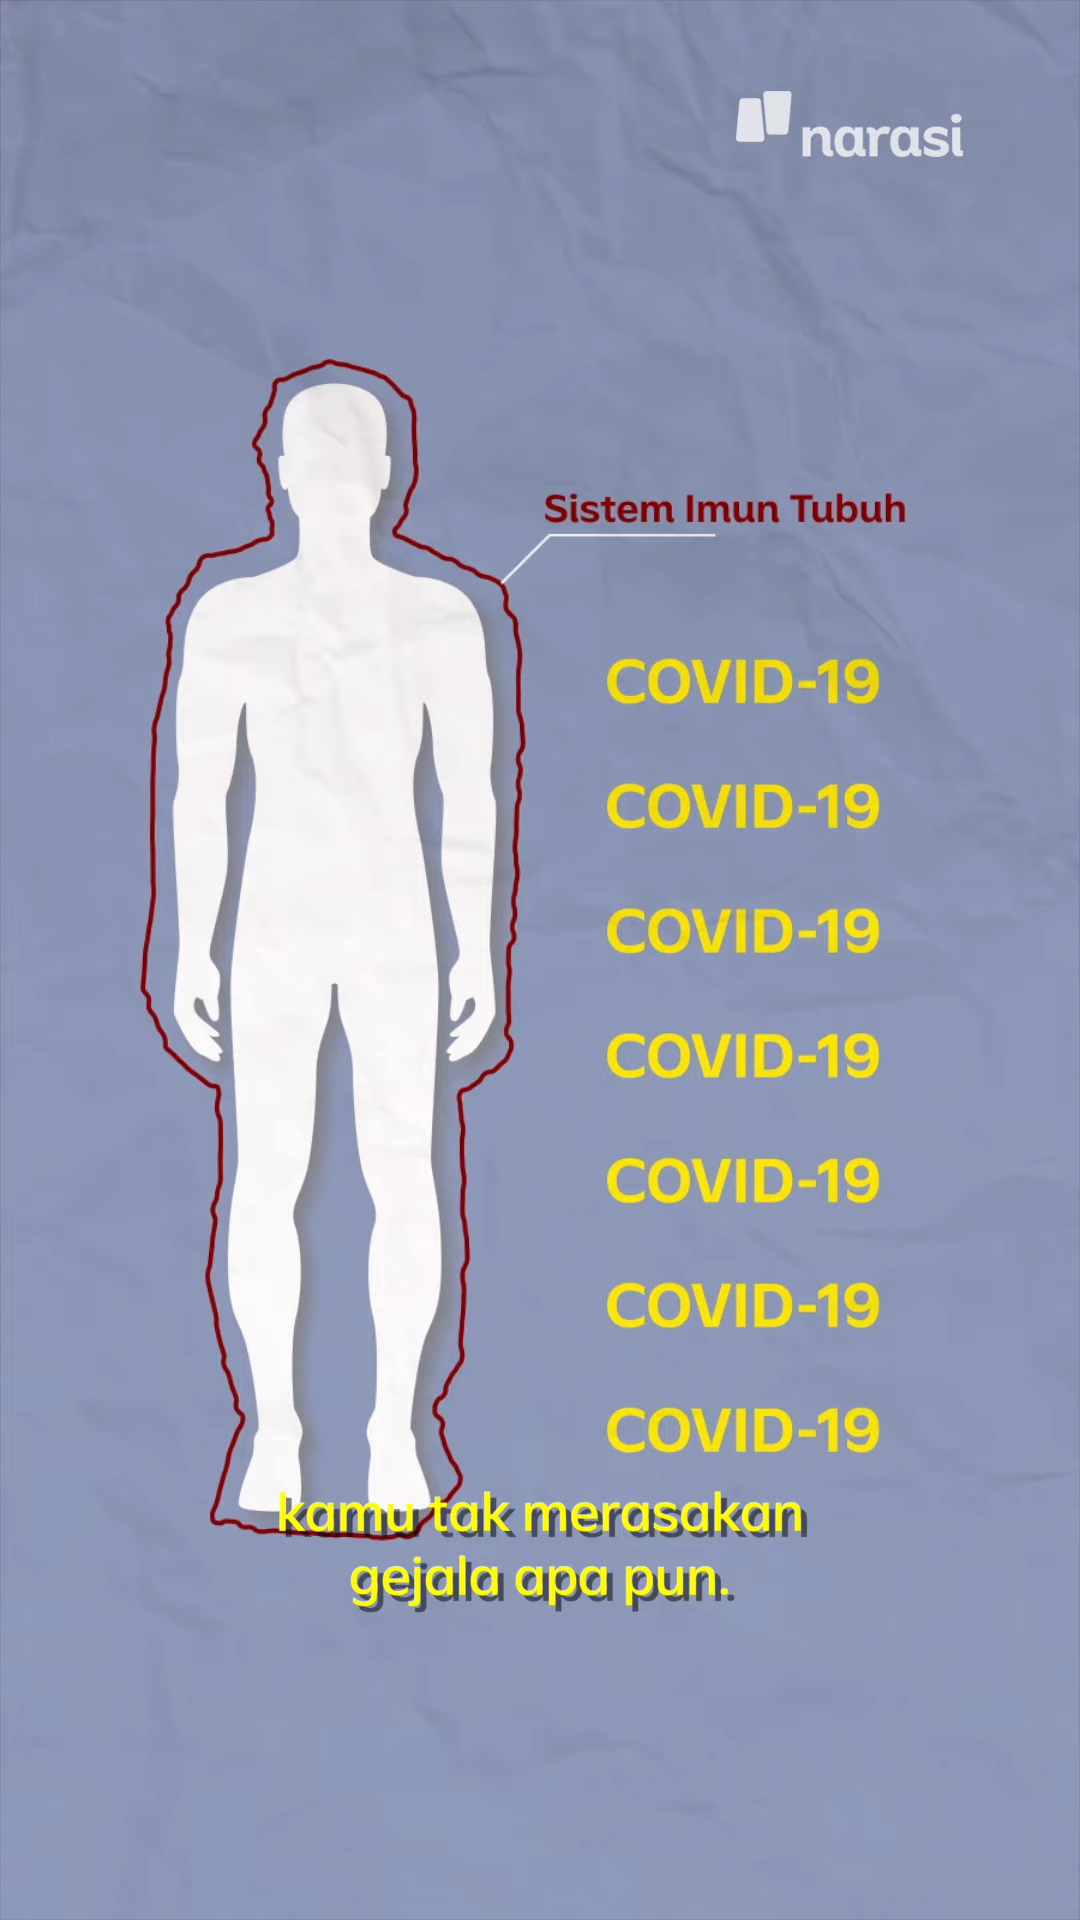 narasi
Sistem Imun Tubuh
COVID-19
COVID-19
COVID-19
COVID-19
COVID-19
COVID-19
COVID-19
kamu tak merasakan
gejala apa pun.